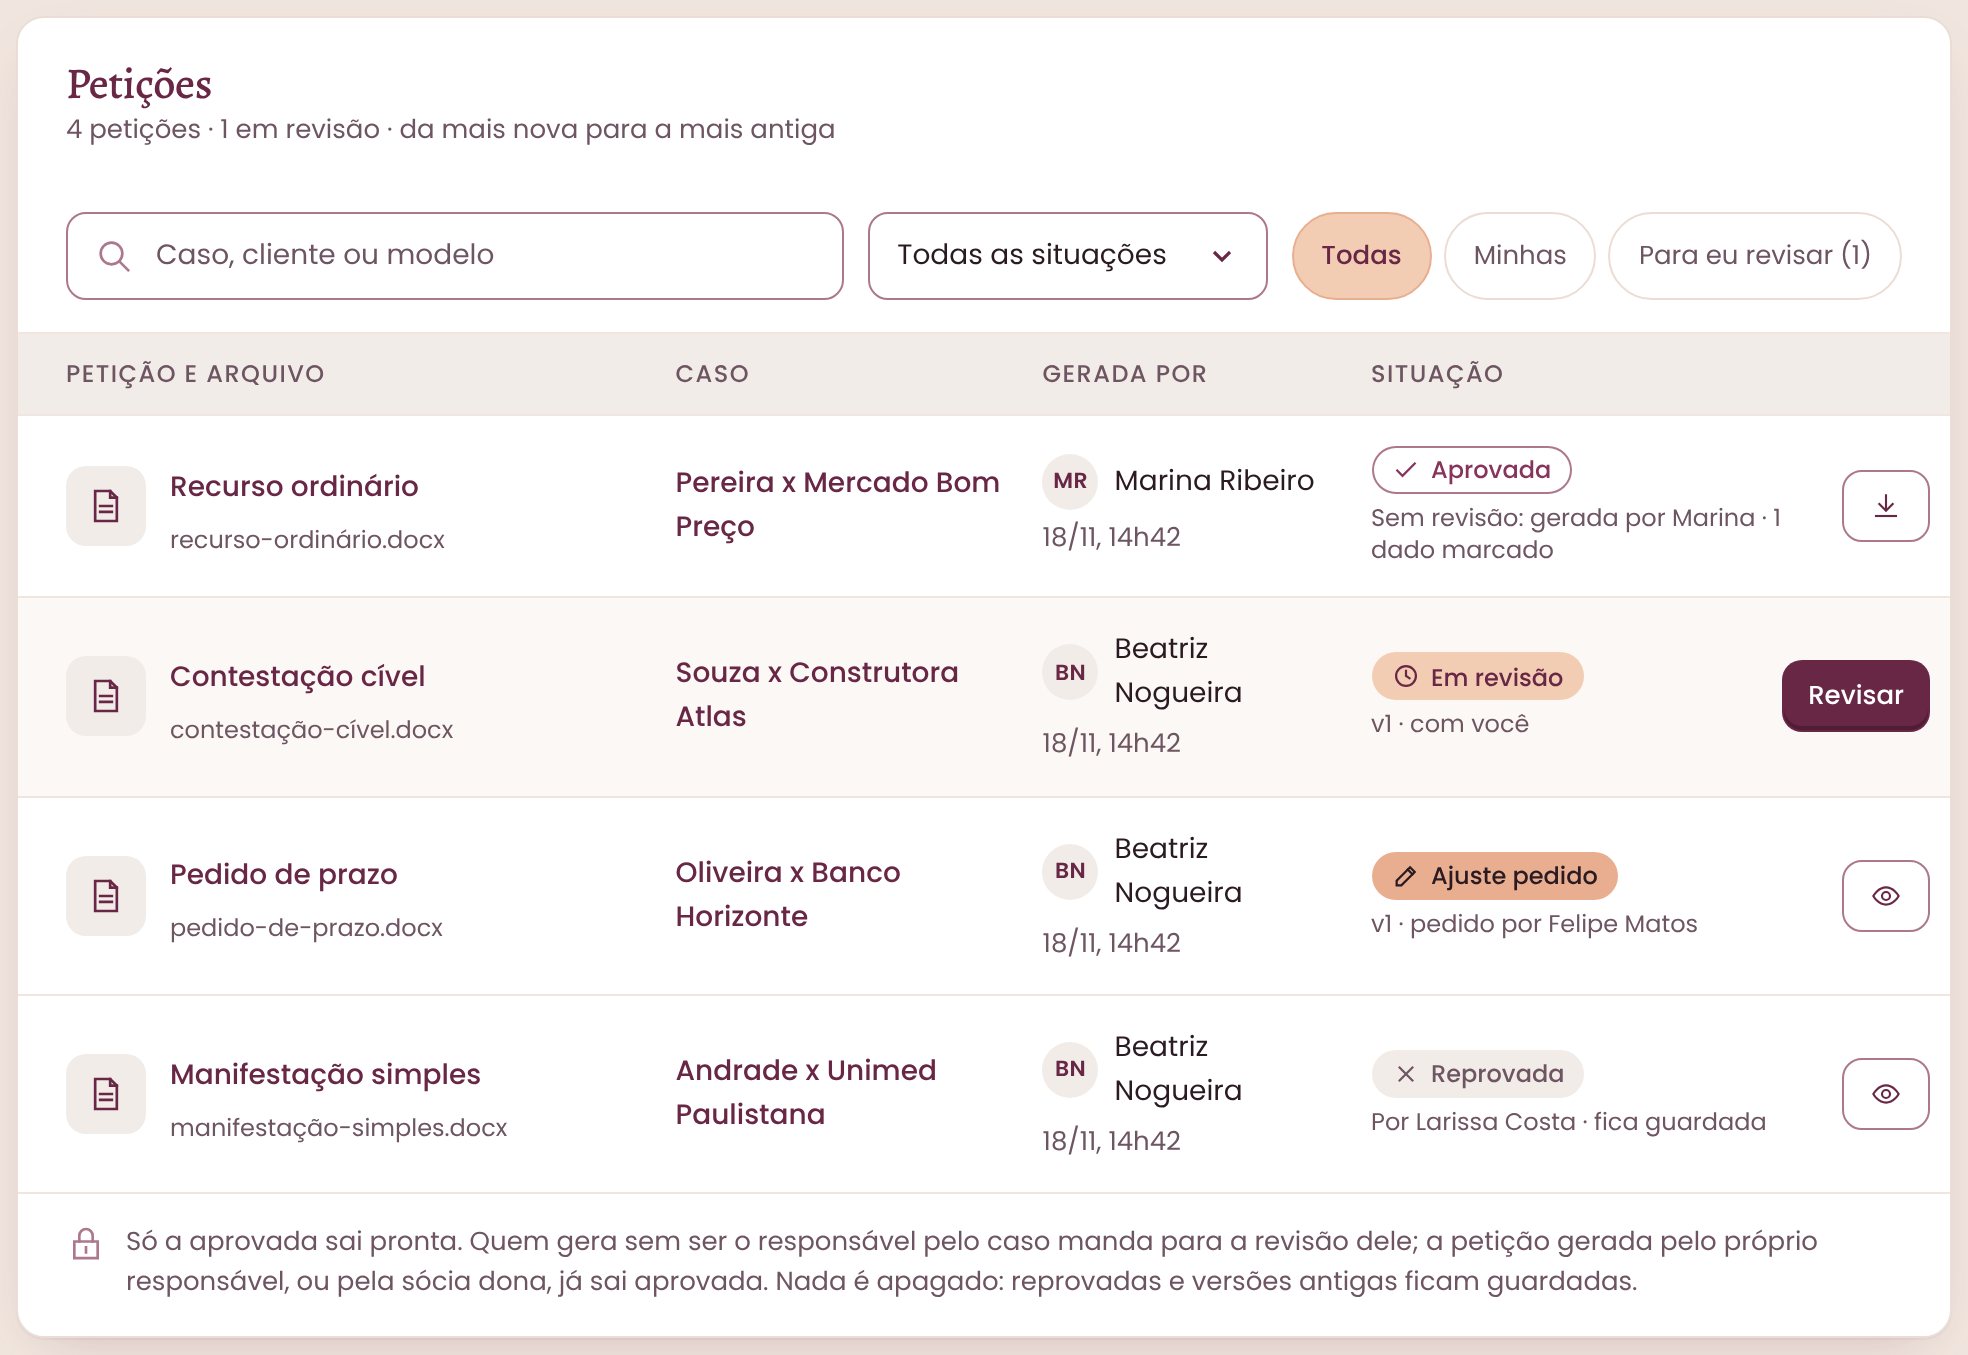 Petições
4 petições · 1 em revisão · da mais nova para a mais antiga
Caso, cliente ou modelo
Todas as situações
Todas
Minhas
Para eu revisar (1)
PETIÇÃO E ARQUIVO
CASO
GERADA POR
SITUAÇÃO
Recurso ordinário
recurso-ordinário.docx
Pereira x Mercado Bom
Preço
MR
Marina Ribeiro
18/11, 14h42
Aprovada
Sem revisão: gerada por Marina · 1
dado marcado
Contestação cível
contestação-cível.docx
Souza x Construtora
Atlas
BN
Beatriz
Nogueira
18/11, 14h42
Em revisão
v1 · com você
Revisar
Pedido de prazo
pedido-de-prazo.docx
Oliveira x Banco
Horizonte
BN
Beatriz
Nogueira
18/11, 14h42
Ajuste pedido
v1 · pedido por Felipe Matos
Manifestação simples
manifestação-simples.docx
Andrade x Unimed
Paulistana
BN
Beatriz
Nogueira
18/11, 14h42
Reprovada
Por Larissa Costa · fica guardada
Só a aprovada sai pronta. Quem gera sem ser o responsável pelo caso manda para a revisão dele; a petição gerada pelo próprio
responsável, ou pela sócia dona, já sai aprovada. Nada é apagado: reprovadas e versões antigas ficam guardadas.